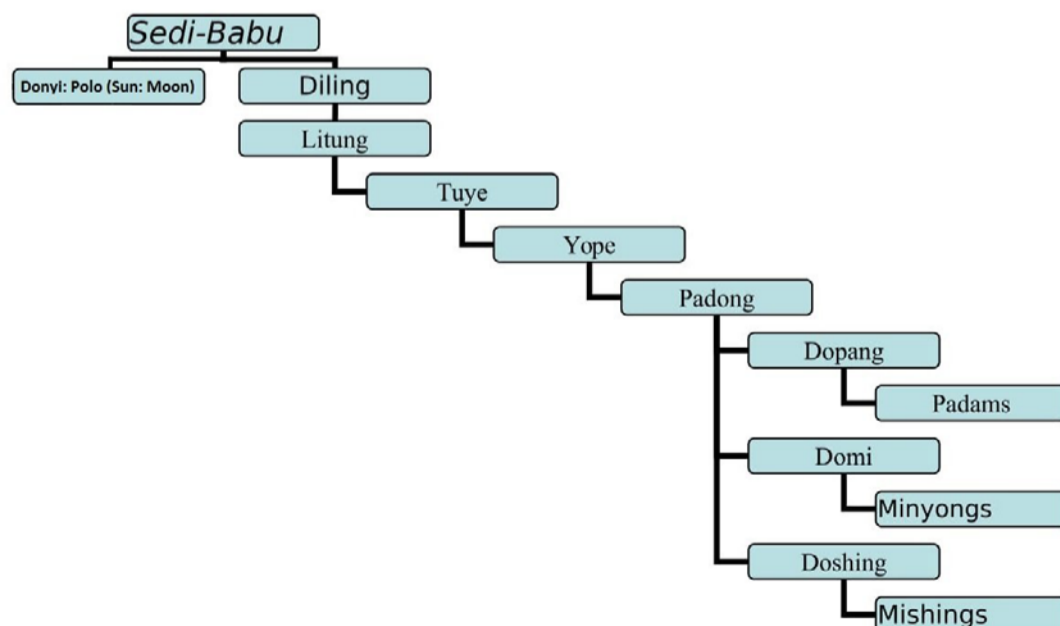 Sedi-Babu
Donyi: Polo (Sun: Moon)
Diling
Litung
Tuye
Yope
Padong
Dopang
Padams
Domi
Minyongs
Doshing
Mishings